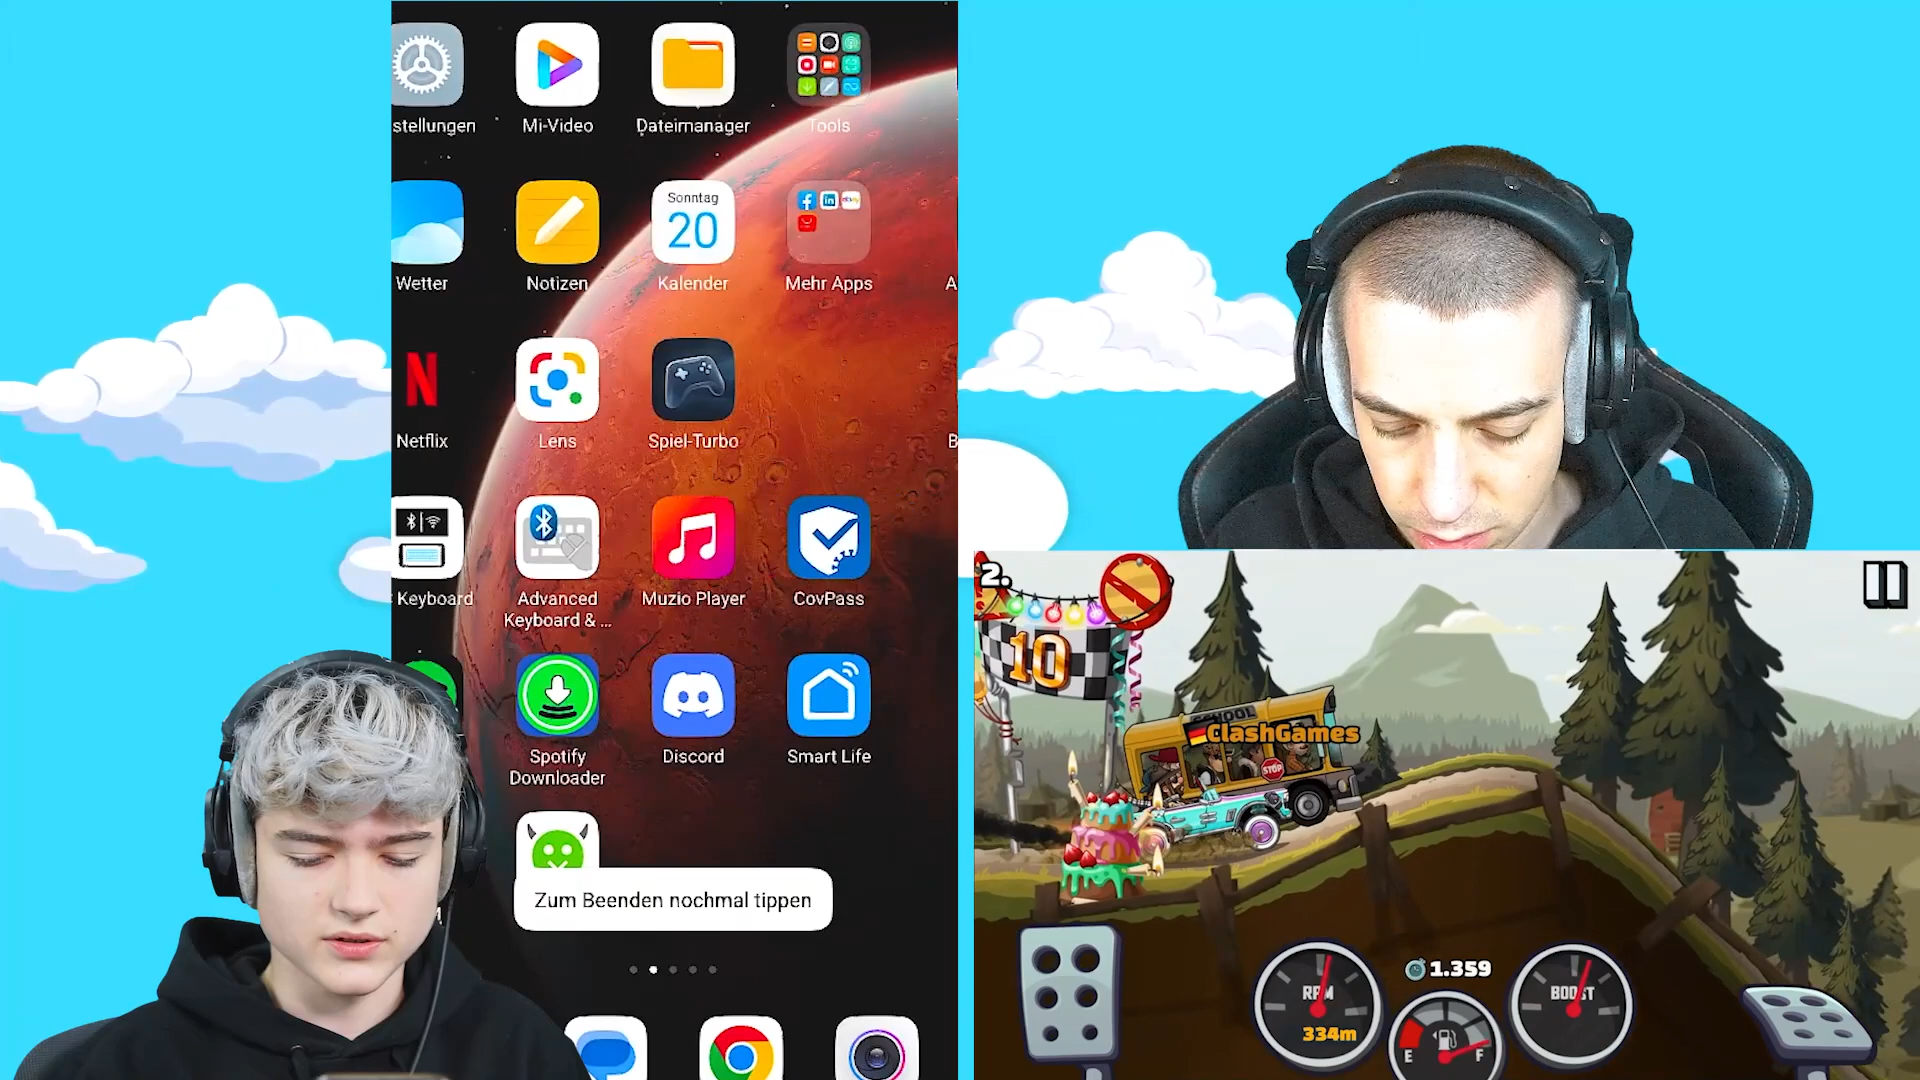 stellungen
Mi-Video
Dateimanager
Tools
Wetter
Notizen
Sonntag
20
Kalender
Mehr Apps
A
N
Netflix
Lens
Spiel-Turbo
B
Keyboard
Advanced
Keyboard & ...
Muzio Player
CovPass
Spotify
Downloader
Discord
Smart Life
Zum Beenden nochmal tippen
2.
10
SCHOOL
ClashGames
STOP
1.359
RPM
334m
BOOST
E
F